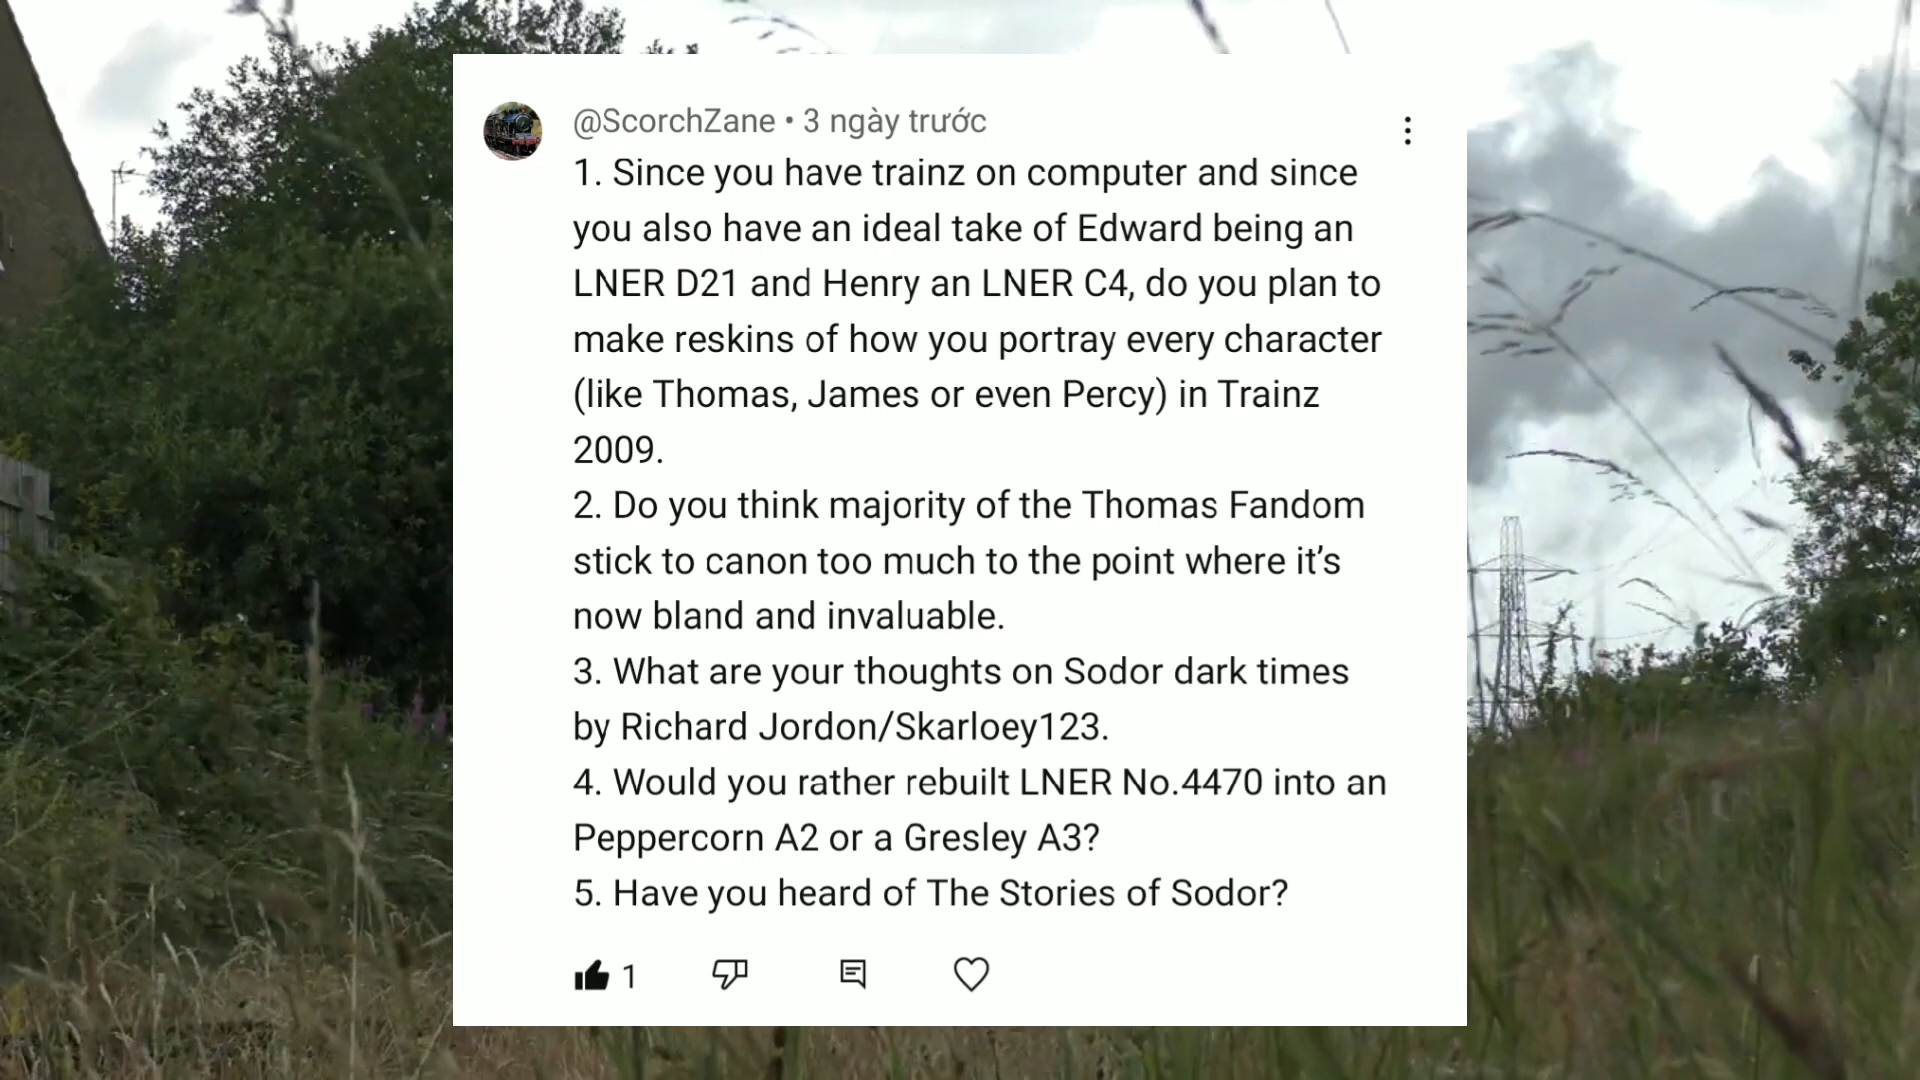 @ScorchZane • 3 ngày trước
1. Since you have trainz on computer and since
you also have an ideal take of Edward being an
LNER D21 and Henry an LNER C4, do you plan to
make reskins of how you portray every character
(like Thomas, James or even Percy) in Trainz
2009.
2. Do you think majority of the Thomas Fandom
stick to canon too much to the point where it’s
now bland and invaluable.
3. What are your thoughts on Sodor dark times
by Richard Jordon/Skarloey123.
4. Would you rather rebuilt LNER No.4470 into an
Peppercorn A2 or a Gresley A3?
5. Have you heard of The Stories of Sodor?
1